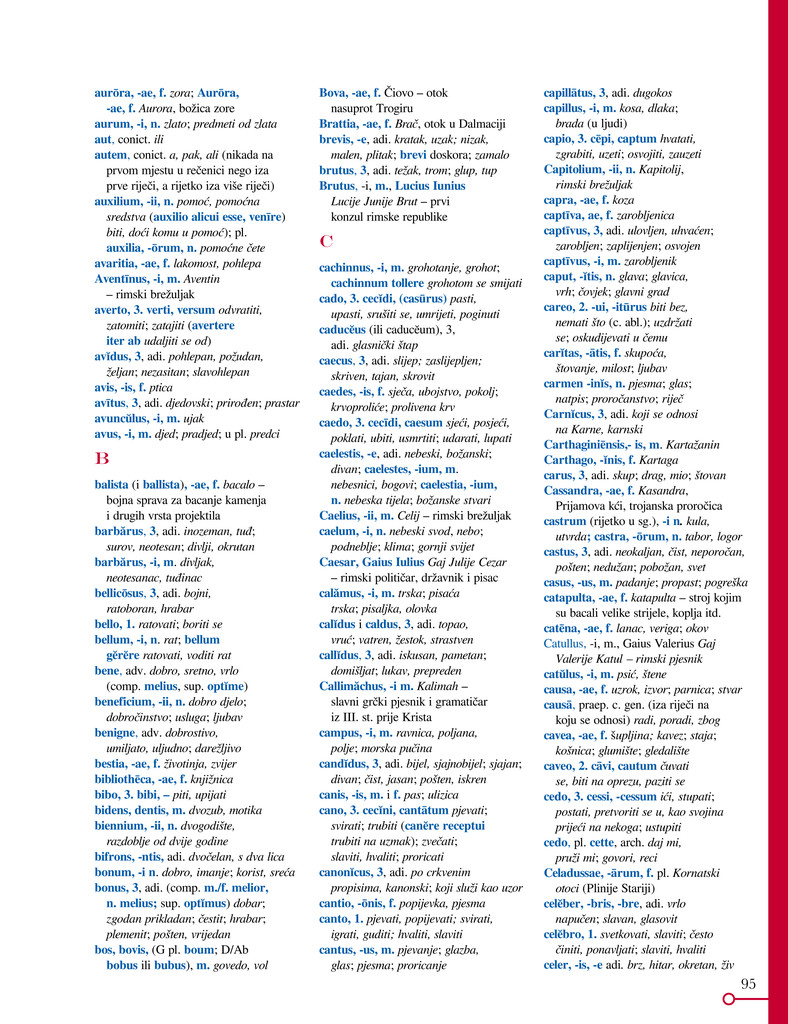 aurōra, -ae, f. zora; Aurōra,
-ae, f. Aurora, božica zore
aurum, -i, n. zlato; predmeti od zlata
aut, conict. ili
autem, conict. a, pak, ali (nikada na
prvom mjestu u rečenici nego iza
prve riječi, a rijetko iza više riječi)
auxilium, -ii, n. pomoć, pomoćna
sredstva (auxilio alicui esse, venīre)
biti, doći komu u pomoć); pl.
auxilia, -ōrum, n. pomoćne čete
avaritia, -ae, f. lakomost, pohlepa
Aventīnus, -i, m. Aventin
– rimski brežuljak
averto, 3. verti, versum odvratiti,
zatomiti; zatajiti (avertere
iter ab udaljiti se od)
avĭdus, 3, adi. pohlepan, požudan,
željan; nezasitan; slavohlepan
avis, -is, f. ptica
avītus, 3, adi. djedovski; prirođen; prastar
avuncŭlus, -i, m. ujak
avus, -i, m. djed; pradjed; u pl. predci
B
balista (i ballista), -ae, f. bacalo –
bojna sprava za bacanje kamenja
i drugih vrsta projektila
barbărus, 3, adi. inozeman, tuđ;
surov, neotesan; divlji, okrutan
barbărus, -i, m. divljak,
neotesanac, tuđinac
bellicōsus, 3, adi. bojni,
ratoboran, hrabar
bello, 1. ratovati; boriti se
bellum, -i, n. rat; bellum
gĕrĕre ratovati, voditi rat
bene, adv. dobro, sretno, vrlo
(comp. melius, sup. optĭme)
beneficium, -ii, n. dobro djelo;
dobročinstvo; usluga; ljubav
benigne, adv. dobrostivo,
umiljato, uljudno; darežljivo
bestia, -ae, f. životinja, zvijer
bibliothēca, -ae, f. knjižnica
bibo, 3. bibi, – piti, upijati
bidens, dentis, m. dvozub, motika
biennium, -ii, n. dvogodište,
razdoblje od dvije godine
bifrons, -ntis, adi. dvočelan, s dva lica
bonum, -i n. dobro, imanje; korist, sreća
bonus, 3, adi. (comp. m./f. melior,
n. melius; sup. optĭmus) dobar;
zgodan prikladan; čestit; hrabar;
plemenit; pošten, vrijedan
bos, bovis, (G pl. boum; D/Ab
bobus ili bubus), m. govedo, vol
Bova, -ae, f. Čiovo – otok
nasuprot Trogiru
Brattia, -ae, f. Brač, otok u Dalmaciji
brevis, -e, adi. kratak, uzak; nizak,
malen, plitak; brevi doskora; zamalo
brutus, 3, adi. težak, trom; glup, tup
Brutus, -i, m., Lucius Iunius
Lucije Junije Brut – prvi
konzul rimske republike
C
cachinnus, -i, m. grohotanje, grohot;
cachinnum tollere grohotom se smijati
cado, 3. cecĭdi, (casūrus) pasti,
upasti, srušiti se, umrijeti, poginuti
caducĕus (ili caducĕum), 3,
adi. glasnički štap
caecus, 3, adi. slijep; zaslijepljen;
skriven, tajan, skrovit
caedes, -is, f. sječa, ubojstvo, pokolj;
krvoproliće; prolivena krv
caedo, 3. cecīdi, caesum sjeći, posjeći,
poklati, ubiti, usmrtiti; udarati, lupati
caelestis, -e, adi. nebeski, božanski;
divan; caelestes, -ium, m.
nebesnici, bogovi; caelestia, -ium,
n. nebeska tijela; božanske stvari
Caelius, -ii, m. Celij – rimski brežuljak
caelum, -i, n. nebeski svod, nebo;
podneblje; klima; gornji svijet
Caesar, Gaius Iulius Gaj Julije Cezar
– rimski političar, državnik i pisac
calămus, -i, m. trska; pisaća
trska; pisaljka, olovka
calĭdus i caldus, 3, adi. topao,
vruć; vatren, žestok, strastven
callĭdus, 3, adi. iskusan, pametan;
domišljat; lukav, prepreden
Callimăchus, -i m. Kalimah –
slavni grčki pjesnik i gramatičar
iz III. st. prije Krista
campus, -i, m. ravnica, poljana,
polje; morska pučina
candĭdus, 3, adi. bijel, sjajnobijel; sjajan;
divan; čist, jasan; pošten, iskren
canis, -is, m. i f. pas; ulizica
cano, 3. cecĭni, cantātum pjevati;
svirati; trubiti (canĕre receptui
trubiti na uzmak); zvečati;
slaviti, hvaliti; proricati
canonĭcus, 3, adi. po crkvenim
propisima, kanonski; koji služi kao uzor
cantio, -ōnis, f. popijevka, pjesma
canto, 1. pjevati, popijevati; svirati,
igrati, guditi; hvaliti, slaviti
cantus, -us, m. pjevanje; glazba,
glas; pjesma; proricanje
capillātus, 3, adi. dugokos
capillus, -i, m. kosa, dlaka;
brada (u ljudi)
capio, 3. cēpi, captum hvatati,
zgrabiti, uzeti; osvojiti, zauzeti
Capitolium, -ii, n. Kapitolij,
rimski brežuljak
capra, -ae, f. koza
captīva, ae, f. zarobljenica
captīvus, 3, adi. ulovljen, uhvaćen;
zarobljen; zaplijenjen; osvojen
captīvus, -i, m. zarobljenik
caput, -ĭtis, n. glava; glavica,
vrh; čovjek; glavni grad
careo, 2. -ui, -itūrus biti bez,
nemati što (c. abl.); uzdržati
se; oskudijevati u čemu
carĭtas, -ātis, f. skupoća,
štovanje, milost; ljubav
carmen -inĭs, n. pjesma; glas;
natpis; proročanstvo; riječ
Carnĭcus, 3, adi. koji se odnosi
na Karne, karnski
Carthaginiēnsis,- is, m. Kartažanin
Carthago, -ĭnis, f. Kartaga
carus, 3, adi. skup; drag, mio; štovan
Cassandra, -ae, f. Kasandra,
Prijamova kći, trojanska proročica
castrum (rijetko u sg.), -i n. kula,
utvrda; castra, -ōrum, n. tabor, logor
castus, 3, adi. neokaljan, čist, neporočan,
pošten; nedužan; pobožan, svet
casus, -us, m. padanje; propast; pogreška
catapulta, -ae, f. katapulta – stroj kojim
su bacali velike strijele, koplja itd.
catēna, -ae, f. lanac, veriga; okov
Catullus, -i, m., Gaius Valerius Gaj
Valerije Katul – rimski pjesnik
catŭlus, -i, m. psić, štene
causa, -ae, f. uzrok, izvor; parnica; stvar
causā, praep. c. gen. (iza riječi na
koju se odnosi) radi, poradi, zbog
cavea, -ae, f. šupljina; kavez; staja;
košnica; glumište; gledalište
caveo, 2. cāvi, cautum čuvati
se, biti na oprezu, paziti se
cedo, 3. cessi, -cessum ići, stupati;
postati, pretvoriti se u, kao svojina
prijeći na nekoga; ustupiti
cedo, pl. cette, arch. daj mi,
pruži mi; govori, reci
Celadussae, -ārum, f. pl. Kornatski
otoci (Plinije Stariji)
celĕber, -bris, -bre, adi. vrlo
napučen; slavan, glasovit
celĕbro, 1. svetkovati, slaviti; često
činiti, ponavljati; slaviti, hvaliti
celer, -is, -e adi. brz, hitar, okretan, živ
95